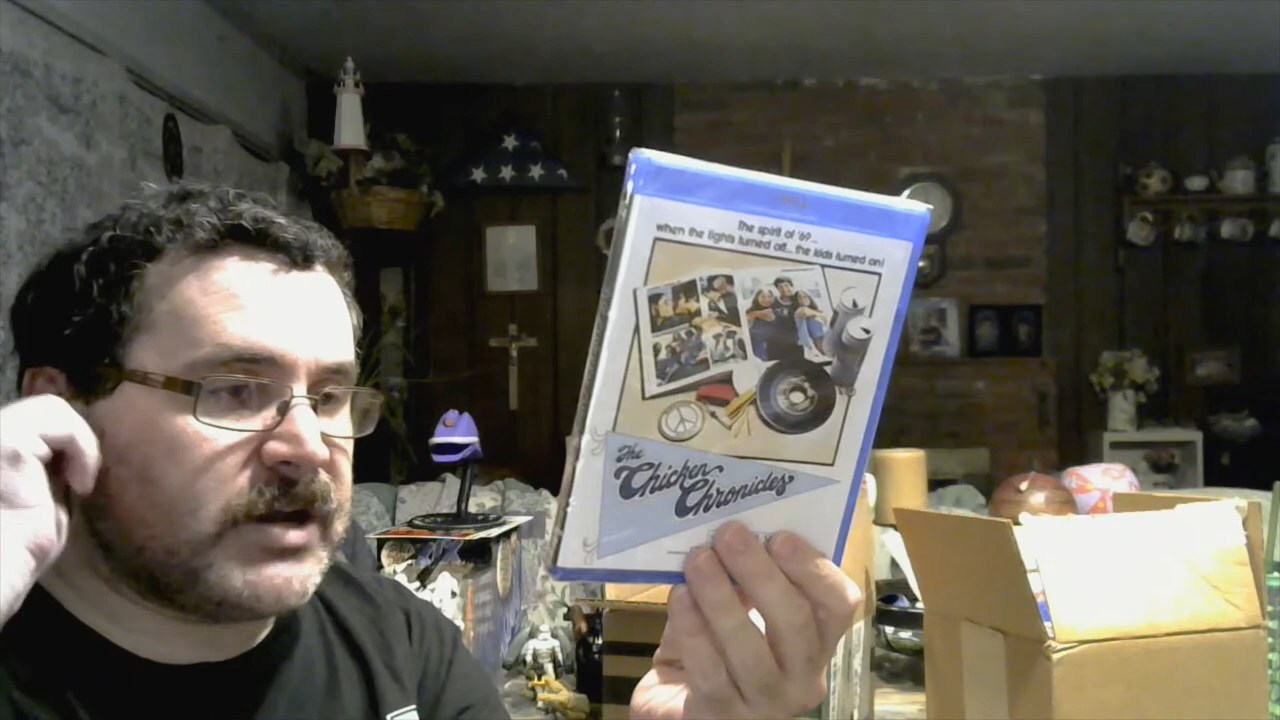 The spirit of '69...
when the lights turned off... the kids turned on!
The
Chicken
Chronicles